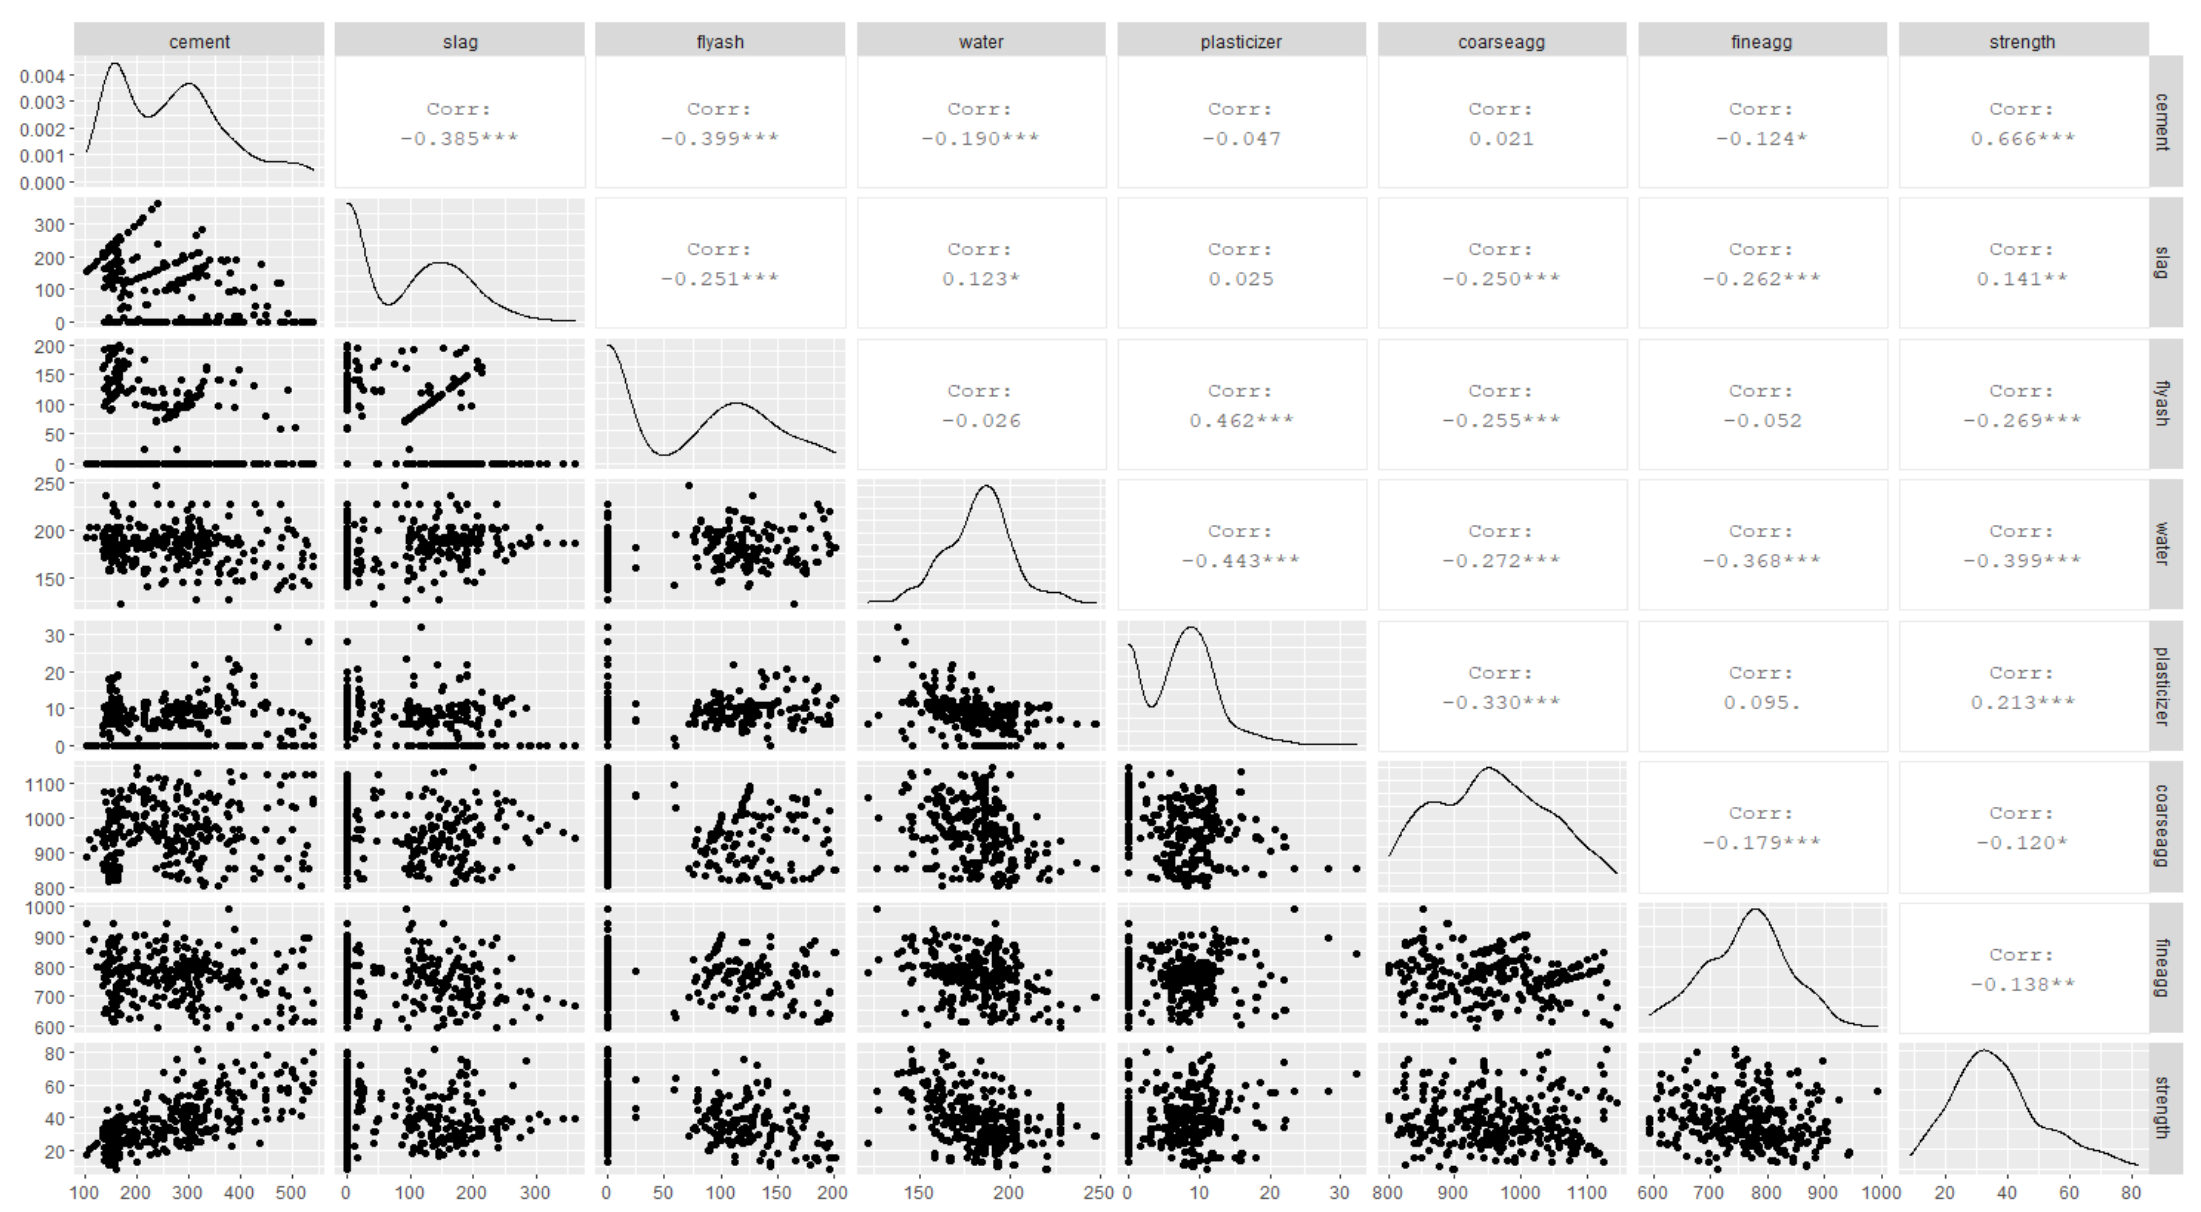 cement slag flyash water plasticizer coarseagg fineagg strength
0.004
0.003
0.002
0.001
0.000
Corr:
-0.385***
Corr:
-0.399***
Corr:
-0.190***
Corr:
-0.047
Corr:
0.021
Corr:
-0.124*
Corr:
0.666***
cement
300
200
100
0
Corr:
-0.251***
Corr:
0.123*
Corr:
0.025
Corr:
-0.250***
Corr:
-0.262***
Corr:
0.141**
slag
200
150
100
50
0
Corr:
-0.026
Corr:
0.462***
Corr:
-0.255***
Corr:
-0.052
Corr:
-0.269***
flyash
250
200
150
Corr:
-0.443***
Corr:
-0.272***
Corr:
-0.368***
Corr:
-0.399***
water
30
20
10
0
Corr:
-0.330***
Corr:
0.095.
Corr:
0.213***
plasticizer
1100
1000
900
800
Corr:
-0.179***
Corr:
-0.120*
coarseagg
1000
900
800
700
600
Corr:
-0.138**
fineagg
80
60
40
20
strength
100 200 300 400 500
0 100 200 300
0 50 100 150 200
150 200 250
0 10 20 30
800 900 1000 1100
600 700 800 900 1000
20 40 60 80